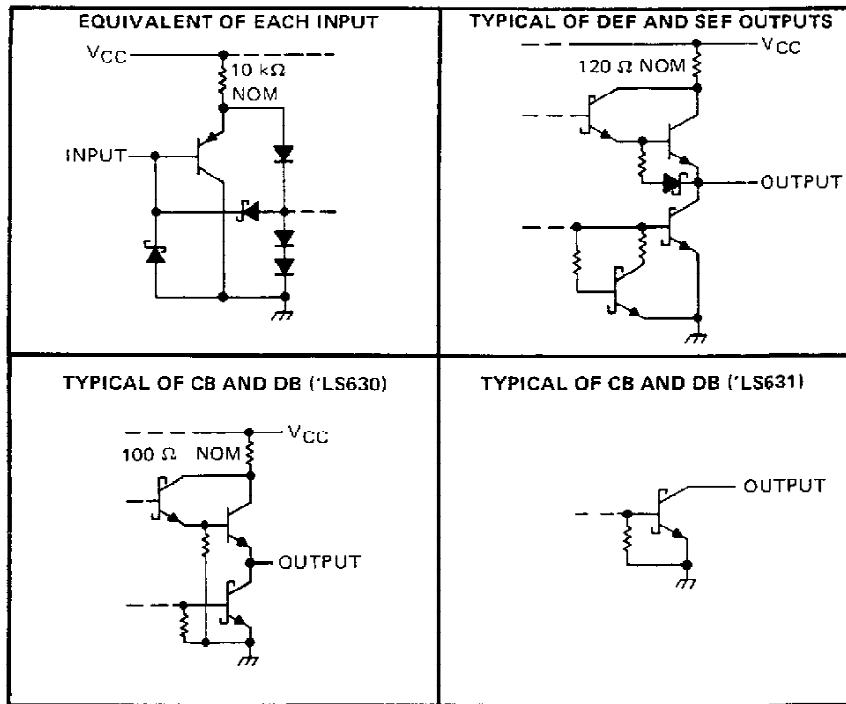 EQUIVALENT OF EACH INPUT
VCC
10 kΩ
NOM
INPUT
TYPICAL OF DEF AND SEF OUTPUTS
VCC
120 Ω NOM
OUTPUT
TYPICAL OF CB AND DB ('LS630)
VCC
100 Ω NOM
OUTPUT
TYPICAL OF CB AND DB ('LS631)
OUTPUT